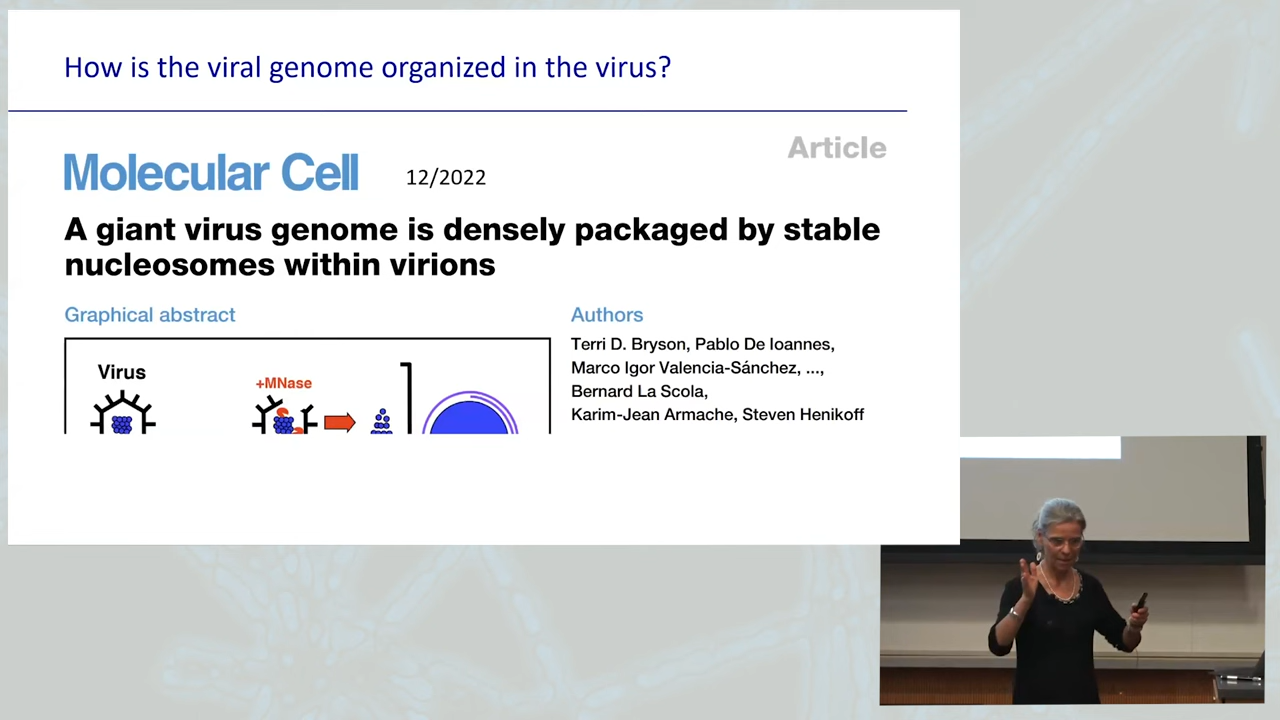 How is the viral genome organized in the virus?
Article
Molecular Cell
12/2022
A giant virus genome is densely packaged by stable
nucleosomes within virions
Graphical abstract
Virus
+MNase
Authors
Terri D. Bryson, Pablo De Ioannes,
Marco Igor Valencia-Sánchez, ...,
Bernard La Scola,
Karim-Jean Armache, Steven Henikoff